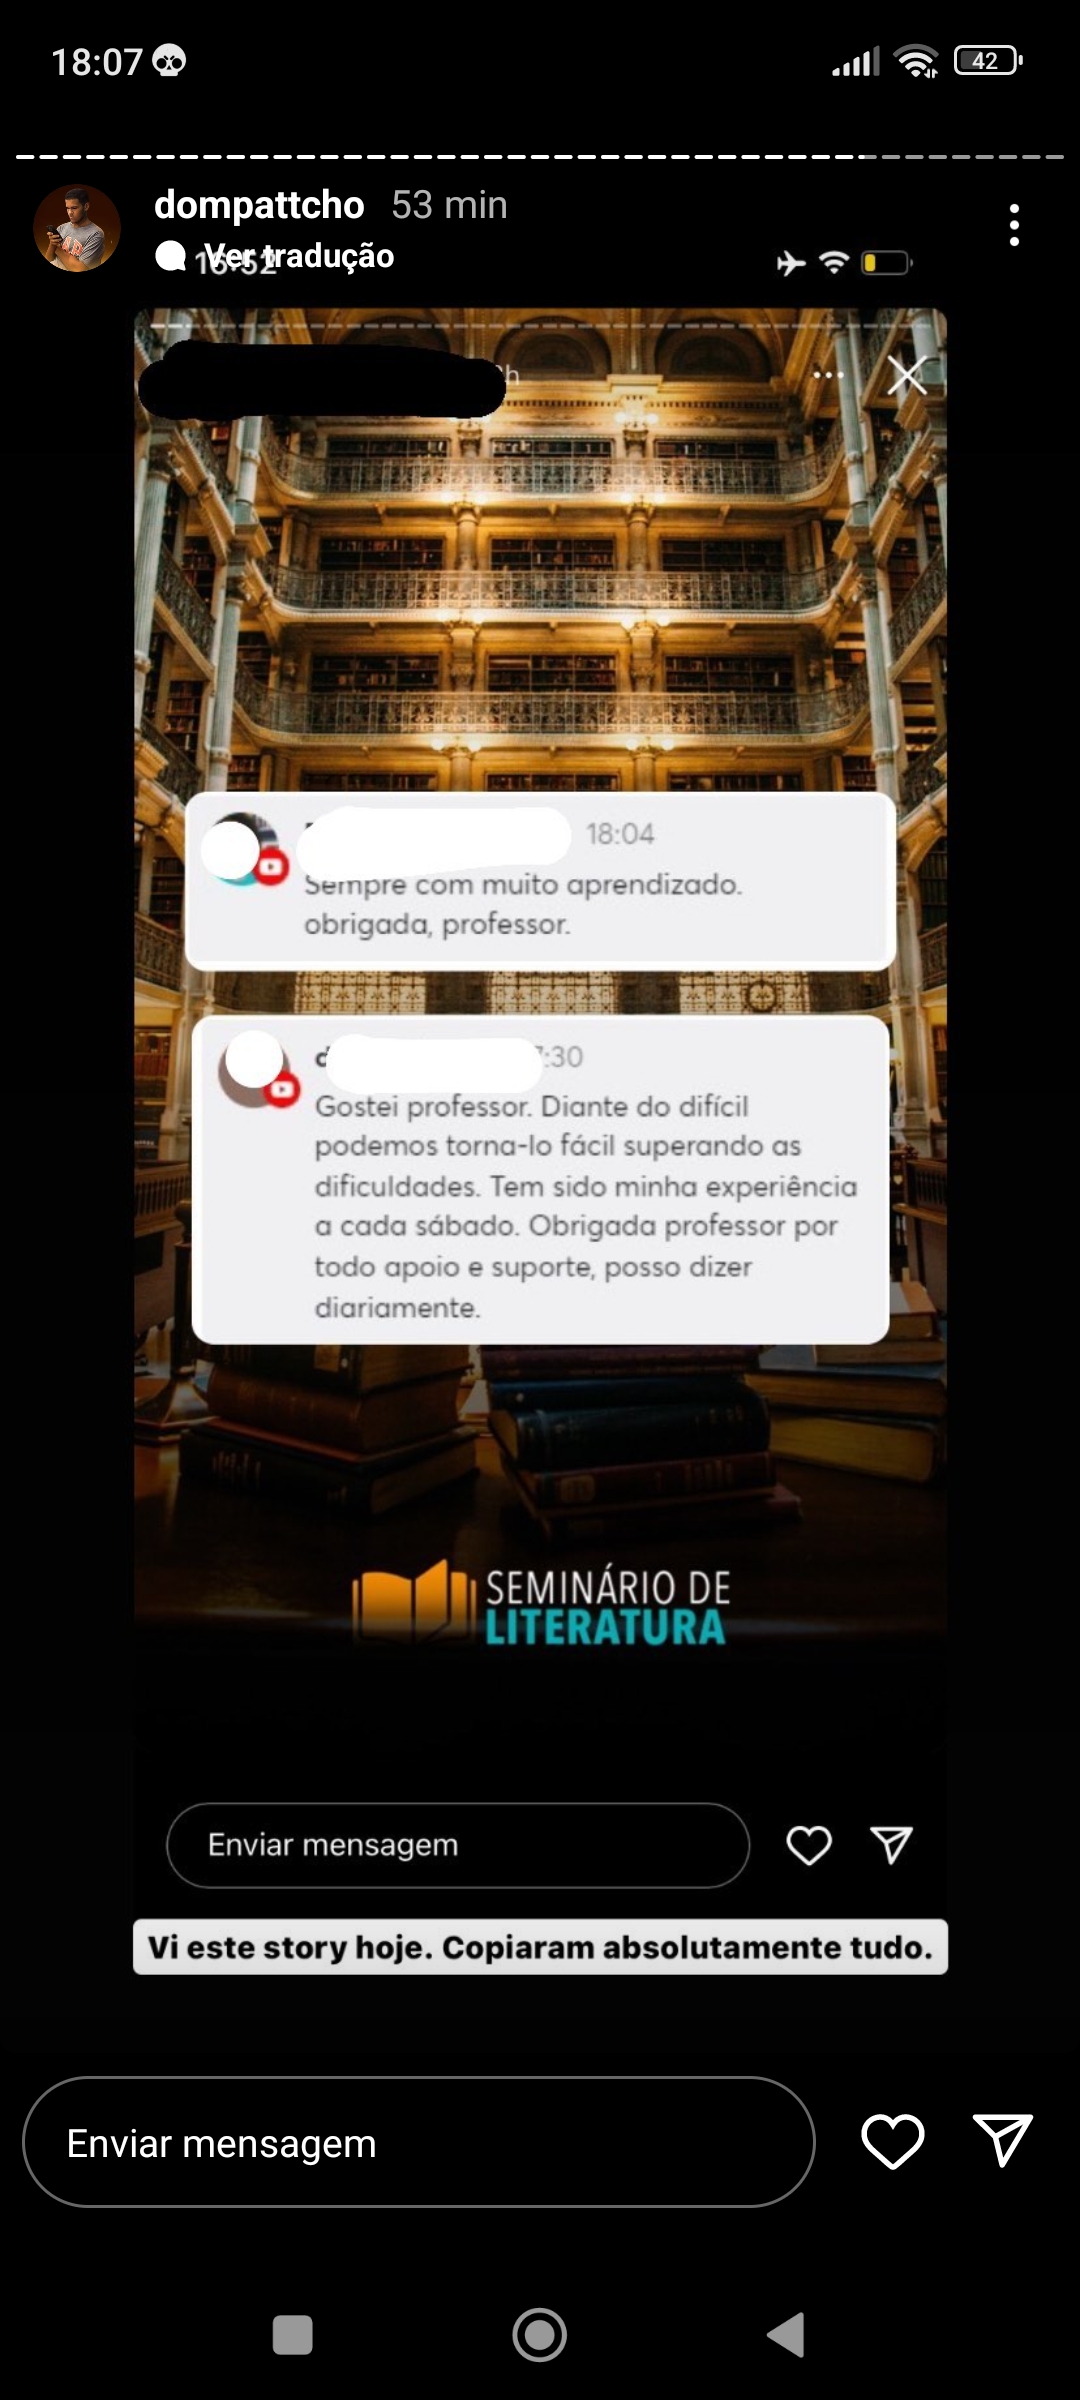 18:07
42
dompattcho 53 min
Ver tradução
h
18:04
Sempre com muito aprendizado.
obrigada, professor.
d
:30
Gostei professor. Diante do difícil
podemos torna-lo fácil superando as
dificuldades. Tem sido minha experiência
a cada sábado. Obrigada professor por
todo apoio e suporte, posso dizer
diariamente.
SEMINÁRIO DE
LITERATURA
Enviar mensagem
Vi este story hoje. Copiaram absolutamente tudo.
Enviar mensagem